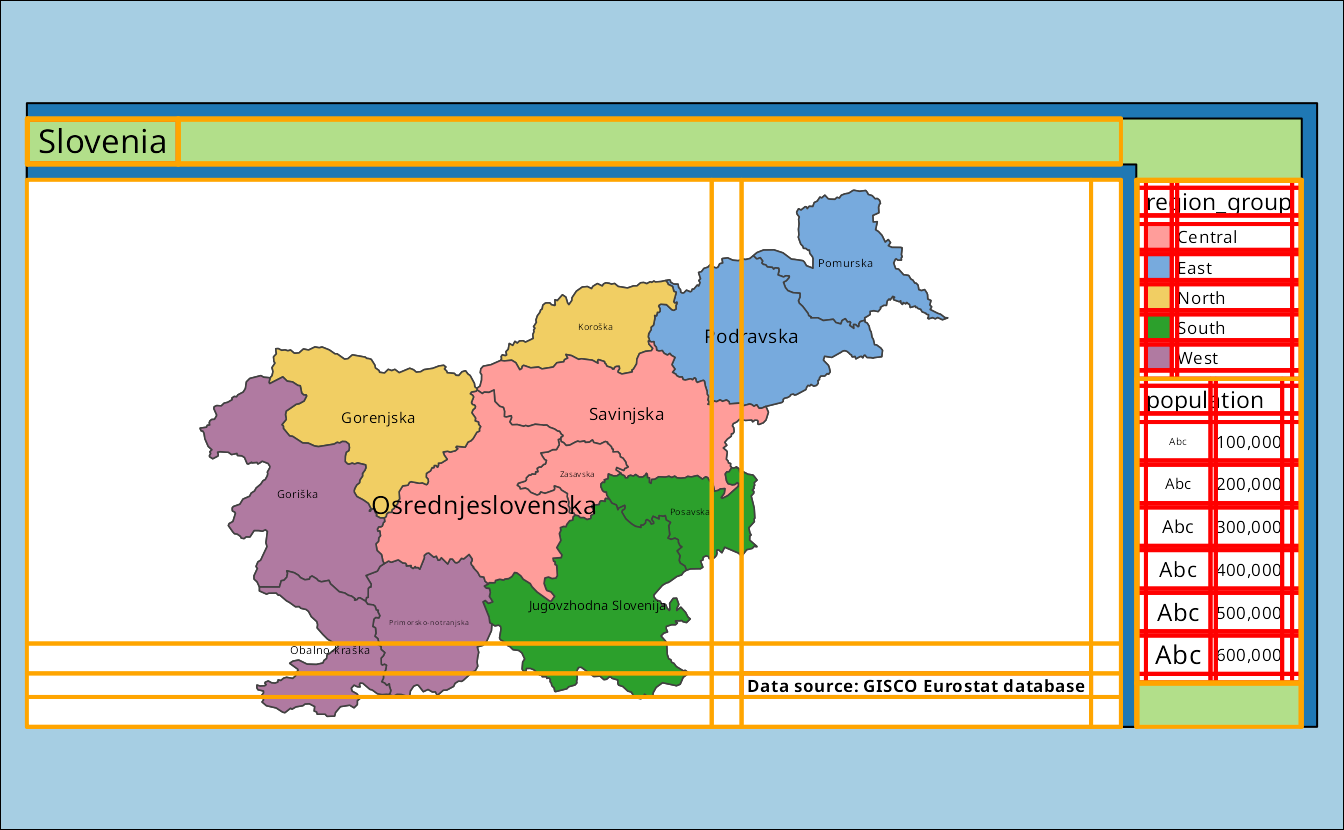 Slovenia
Pomurska
Koroška
Podravska
Gorenjska
Savinjska
Zasavska
Goriška
Osrednjeslovenska
Posavska
Jugovzhodna Slovenija
Primorsko-notranjska
Obalno-kraška
Data source: GISCO Eurostat database
region_group
Central
East
North
South
West
population
Abc 100,000
Abc 200,000
Abc 300,000
Abc 400,000
Abc 500,000
Abc 600,000